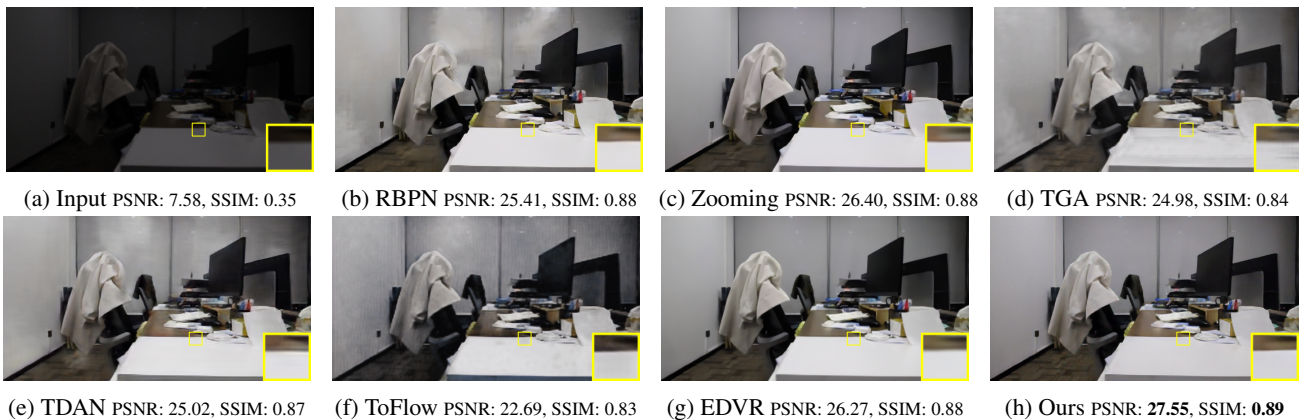 (a) Input PSNR: 7.58, SSIM: 0.35
(b) RBPN PSNR: 25.41, SSIM: 0.88
(c) Zooming PSNR: 26.40, SSIM: 0.88
(d) TGA PSNR: 24.98, SSIM: 0.84
(e) TDAN PSNR: 25.02, SSIM: 0.87
(f) ToFlow PSNR: 22.69, SSIM: 0.83
(g) EDVR PSNR: 26.27, SSIM: 0.88
(h) Ours PSNR: 27.55, SSIM: 0.89